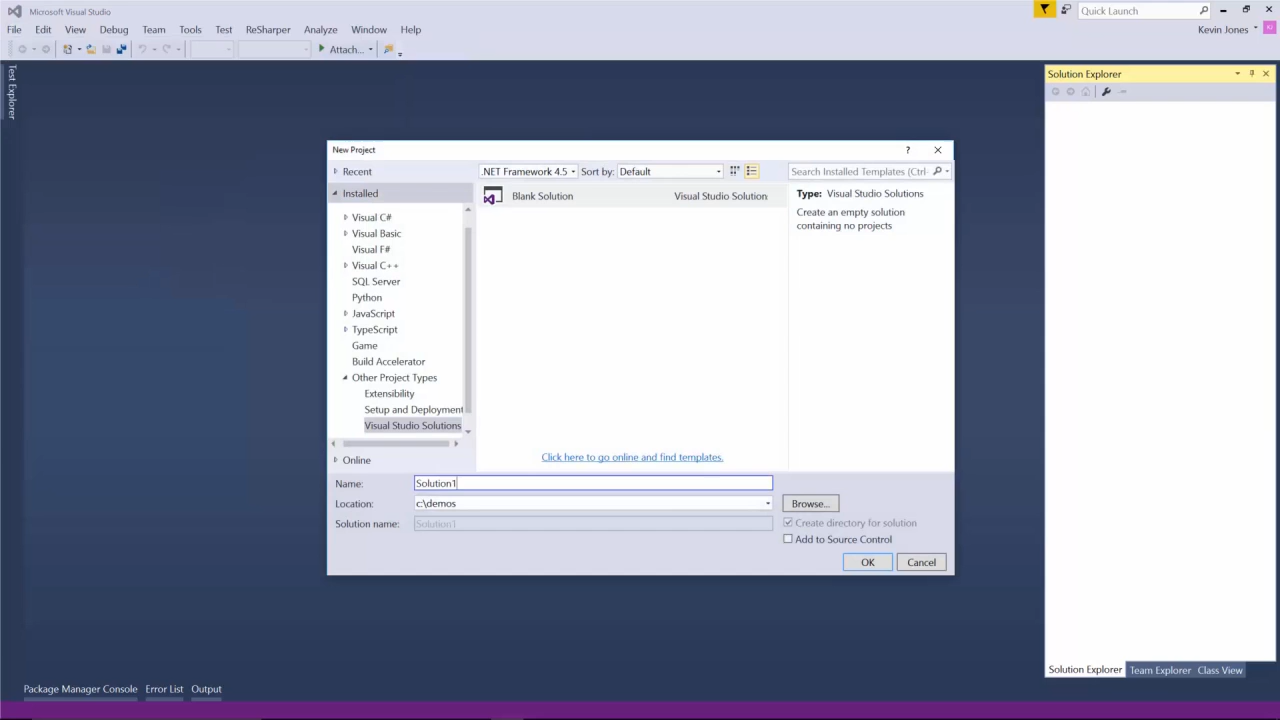 Microsoft Visual Studio
Quick Launch
File Edit View Debug Team Tools Test ReSharper Analyze Window Help
Kevin Jones
KJ
Attach...
Test Explorer
Solution Explorer
New Project
?
Recent
.NET Framework 4.5
Sort by: Default
Search Installed Templates (Ctrl-
Installed
Blank Solution
Visual Studio Solution
Type: Visual Studio Solutions
Create an empty solution
containing no projects
Visual C#
Visual Basic
Visual F#
Visual C++
SQL Server
Python
JavaScript
TypeScript
Game
Build Accelerator
Other Project Types
Extensibility
Setup and Deployment
Visual Studio Solutions
Online
Click here to go online and find templates.
Name: Solution1
Location: c:\demos
Browse...
Solution name: Solution1
Create directory for solution
Add to Source Control
OK
Cancel
Solution Explorer Team Explorer Class View
Package Manager Console Error List Output